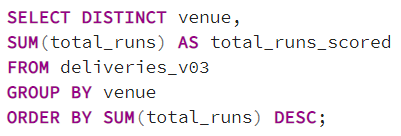 SELECT DISTINCT venue,
SUM(total_runs) AS total_runs_scored
FROM deliveries_v03
GROUP BY venue
ORDER BY SUM(total_runs) DESC;